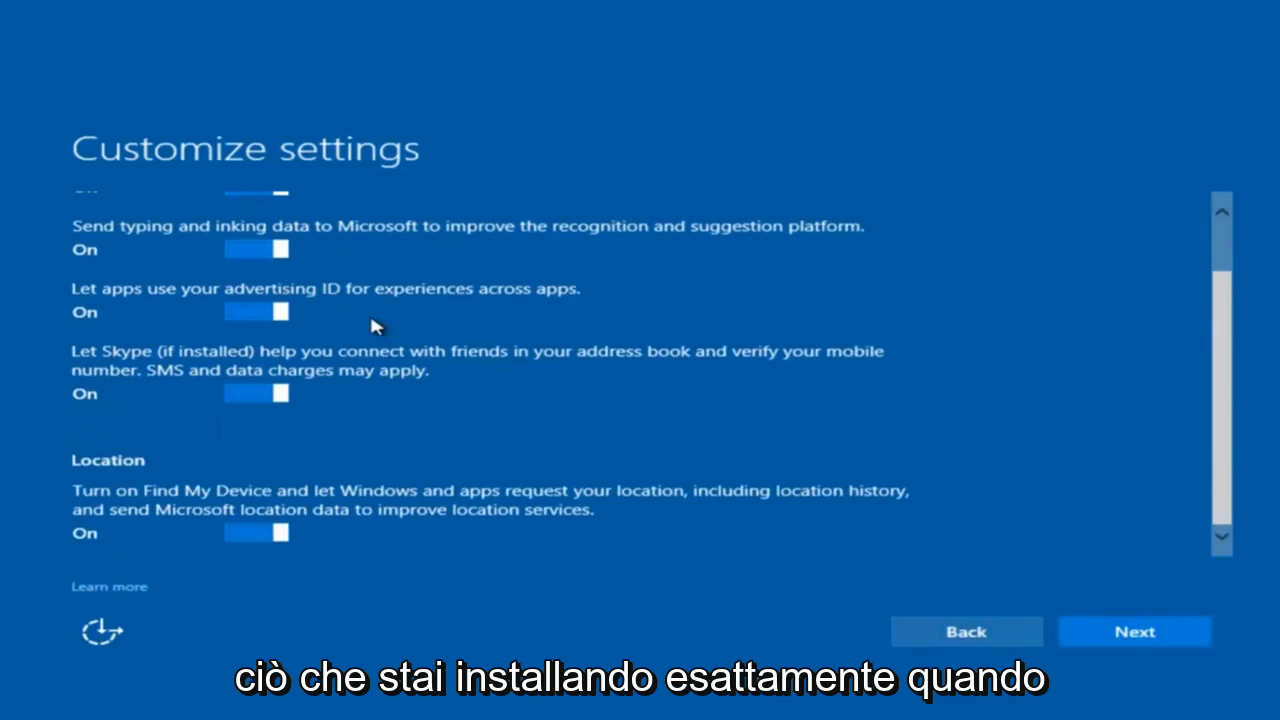 Customize settings
Send typing and inking data to Microsoft to improve the recognition and suggestion platform.
On
Let apps use your advertising ID for experiences across apps.
On
Let Skype (if installed) help you connect with friends in your address book and verify your mobile
number. SMS and data charges may apply.
On
Location
Turn on Find My Device and let Windows and apps request your location, including location history,
and send Microsoft location data to improve location services.
On
Learn more
Back
Next
ciò che stai installando esattamente quando